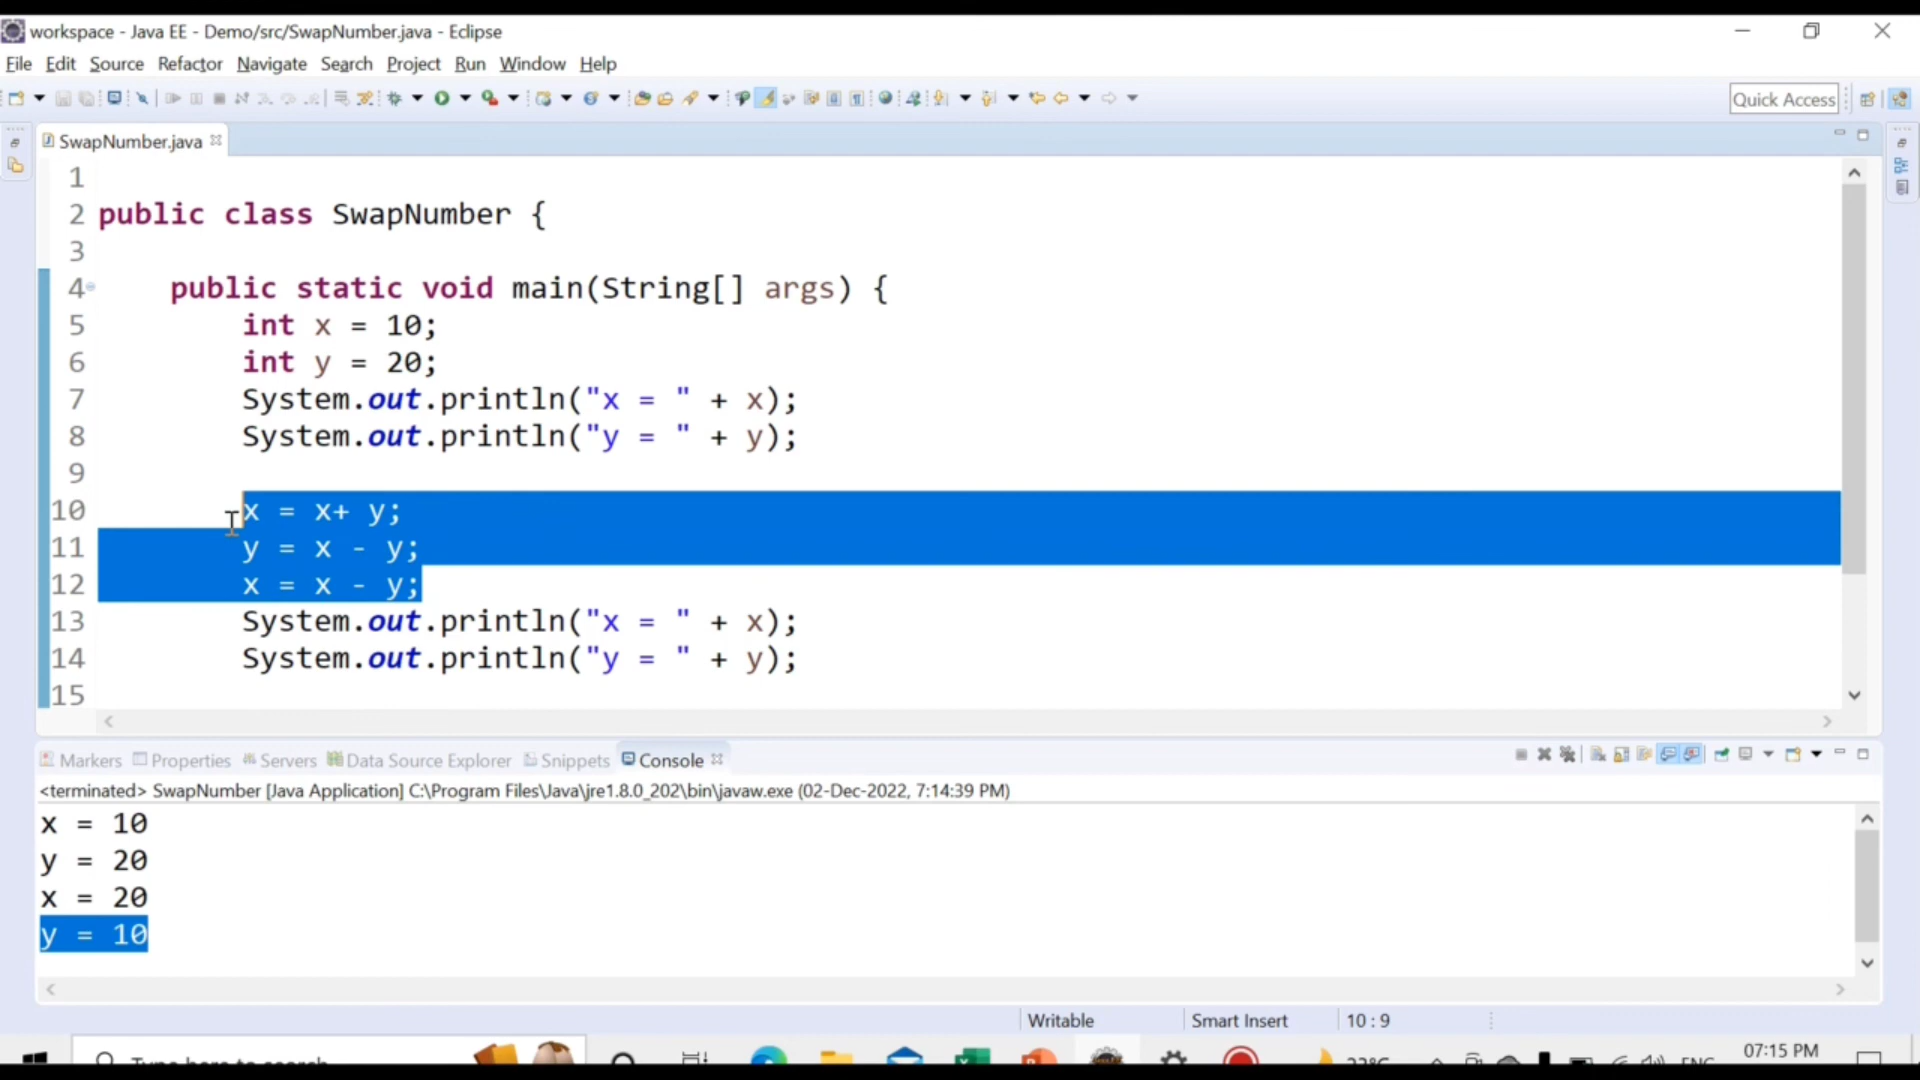 workspace - Java EE - Demo/src/SwapNumber.java - Eclipse
File Edit Source Refactor Navigate Search Project Run Window Help
Quick Access
SwapNumber.java
1
2 public class SwapNumber {
3
4 public static void main(String[] args) {
5 int x = 10;
6 int y = 20;
7 System.out.println("x = " + x);
8 System.out.println("y = " + y);
9
10 x = x+ y;
11 y = x - y;
12 x = x - y;
13 System.out.println("x = " + x);
14 System.out.println("y = " + y);
15
Markers Properties Servers Data Source Explorer Snippets Console
<terminated> SwapNumber [Java Application] C:\Program Files\Java\jre1.8.0_202\bin\javaw.exe (02-Dec-2022, 7:14:39 PM)
x = 10
y = 20
x = 20
y = 10
Writable Smart Insert 10 : 9
Type here to search
ENG 07:15 PM